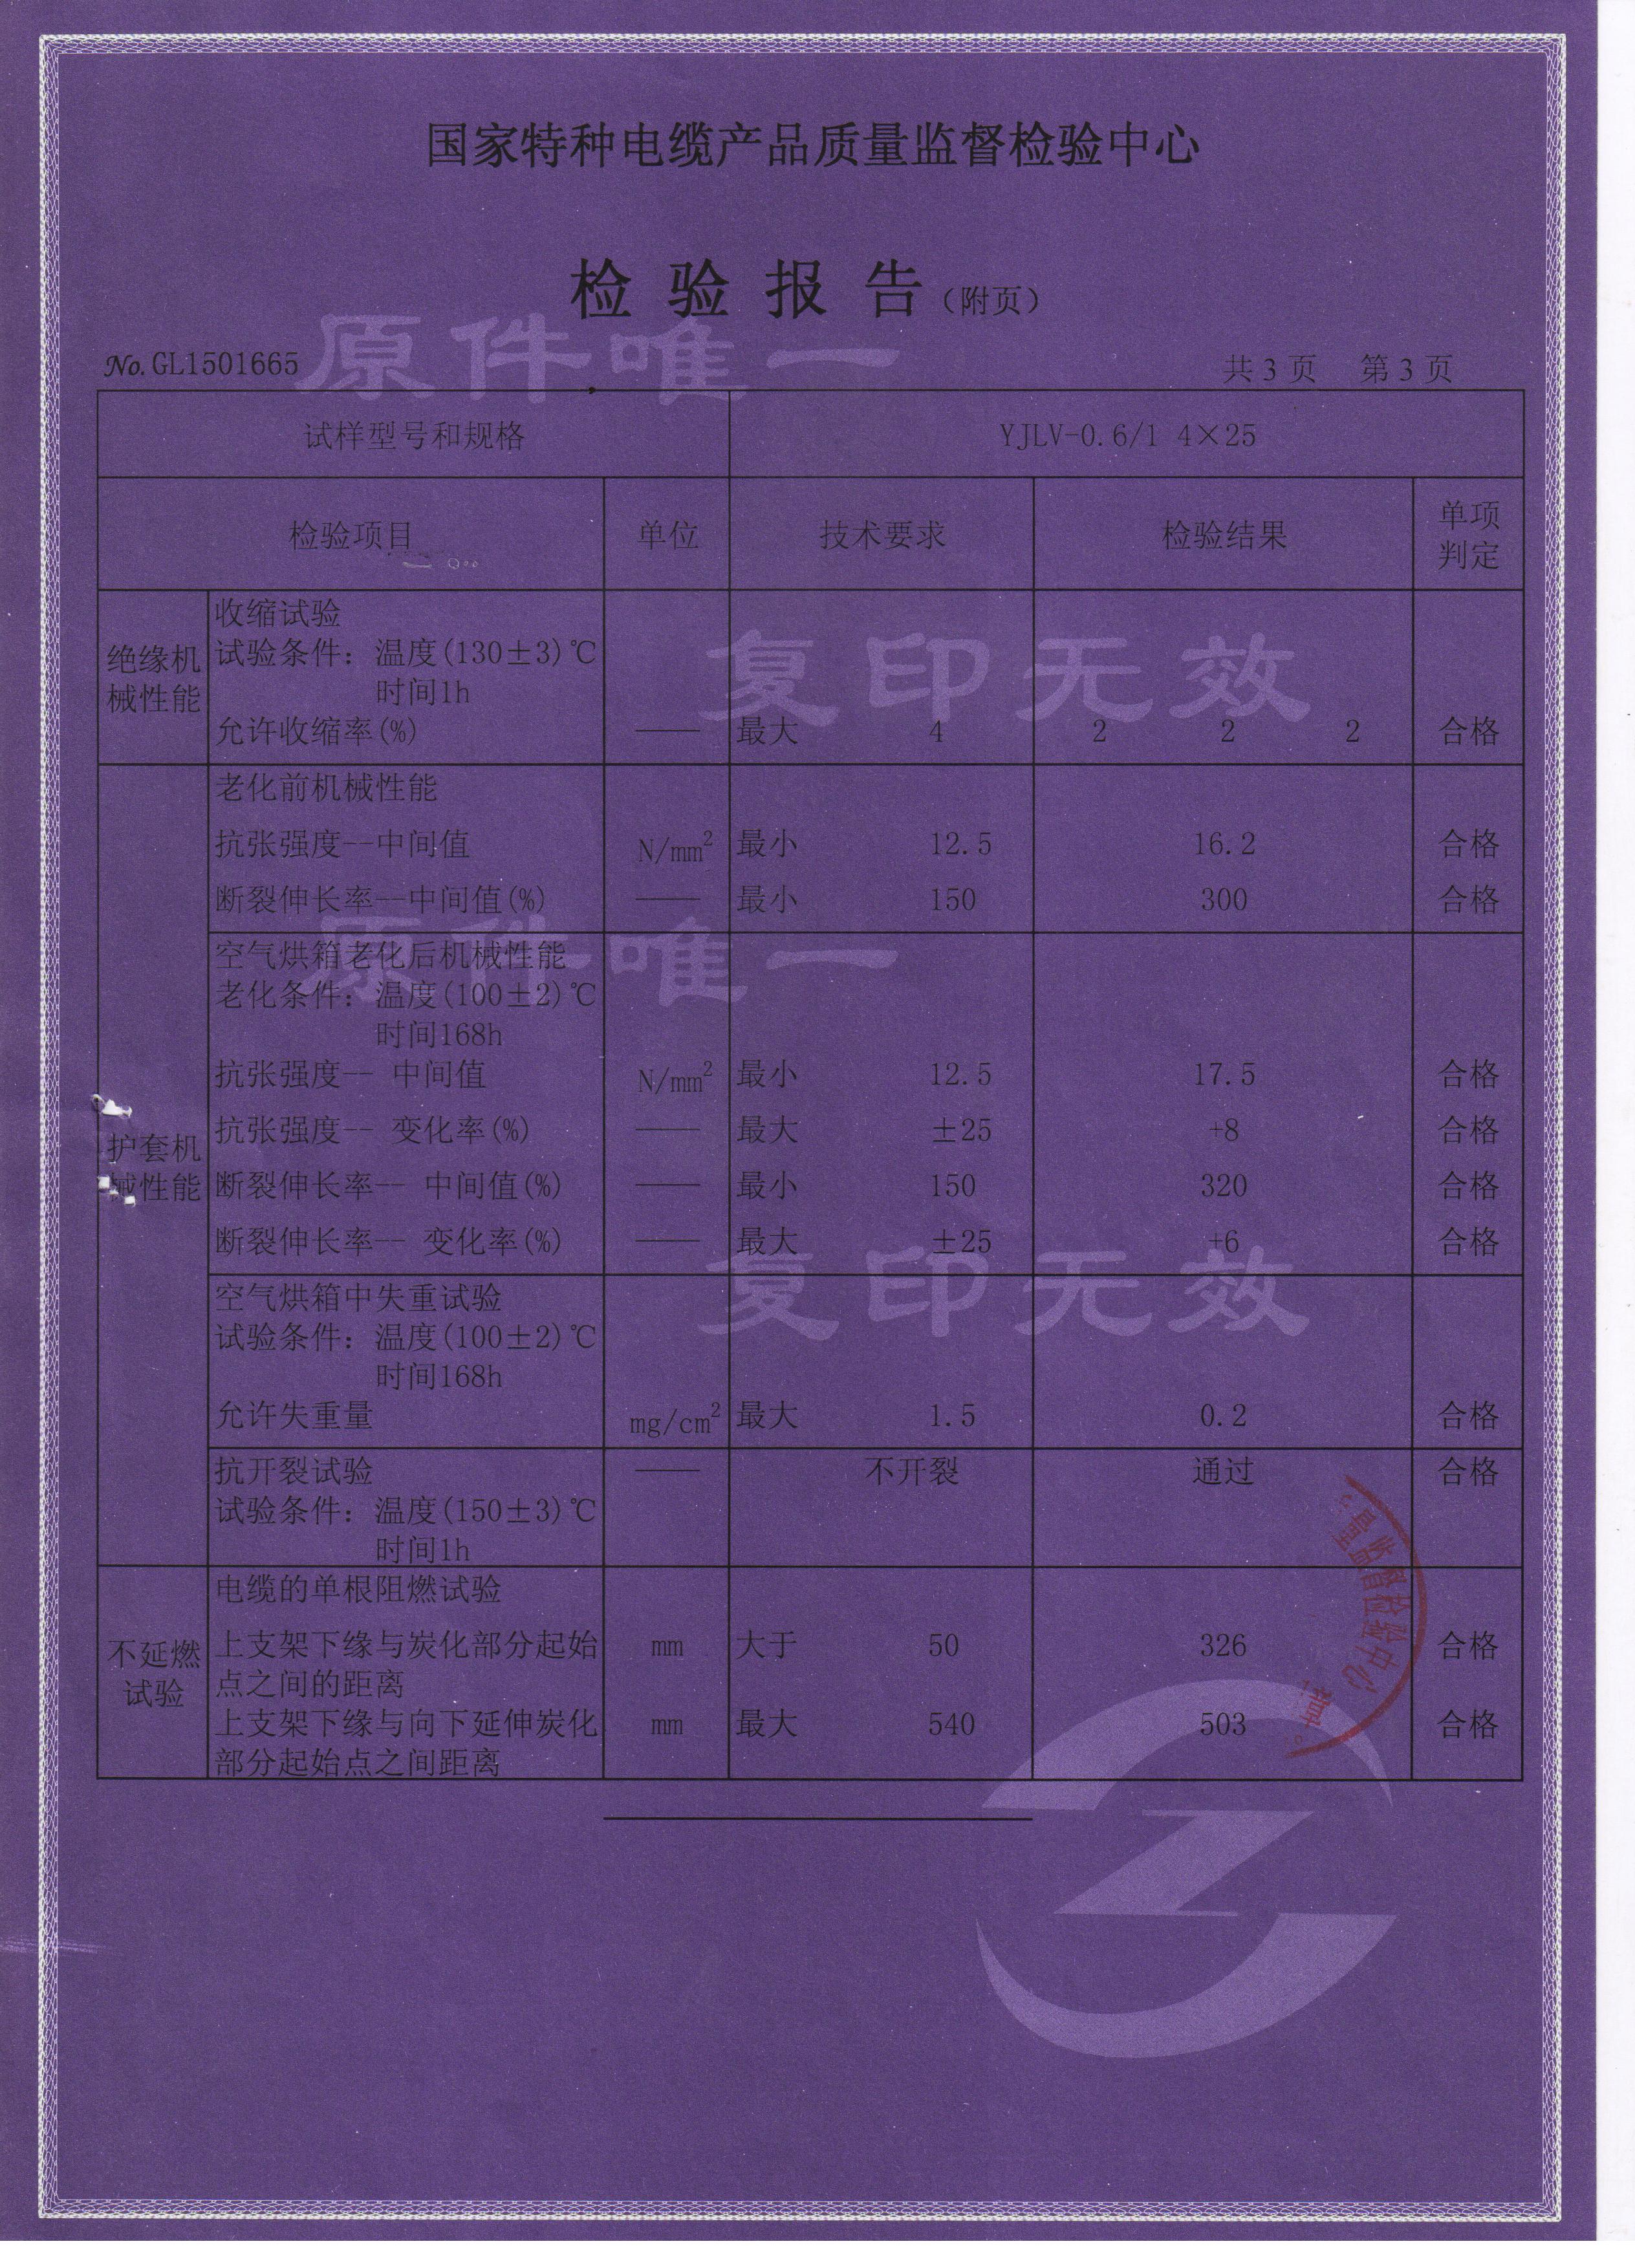 国家特种电缆产品质量监督检验中心
检验报告(附页)
原件唯一
No.GL1501665 共3页 第3页
试样型号和规格 YJLV-0.6/1 4×25
检验项目 单位 技术要求 检验结果 单项
判定
绝缘机
械性能
收缩试验
试验条件：温度(130±3)℃
时间1h
复印无效
允许收缩率(%) —— 最大 4 2 2 2 合格
护套机
械性能
老化前机械性能
抗张强度--中间值 N/mm² 最小 12.5 16.2 合格
断裂伸长率--中间值(%) —— 最小 150 300 合格
原件唯一
空气烘箱老化后机械性能
老化条件：温度(100±2)℃
时间168h
抗张强度-- 中间值 N/mm² 最小 12.5 17.5 合格
抗张强度-- 变化率(%) —— 最大 ±25 +8 合格
断裂伸长率-- 中间值(%) —— 最小 150 320 合格
断裂伸长率-- 变化率(%) —— 最大 ±25 +6 合格
复印无效
空气烘箱中失重试验
试验条件：温度(100±2)℃
时间168h
允许失重量 mg/cm² 最大 1.5 0.2 合格
抗开裂试验 —— 不开裂 通过 合格
试验条件：温度(150±3)℃
时间1h
不延燃
试验
电缆的单根阻燃试验
上支架下缘与炭化部分起始 mm 大于 50 326 合格
点之间的距离
上支架下缘与向下延伸炭化 mm 最大 540 503 合格
部分起始点之间距离
量监督检验中心